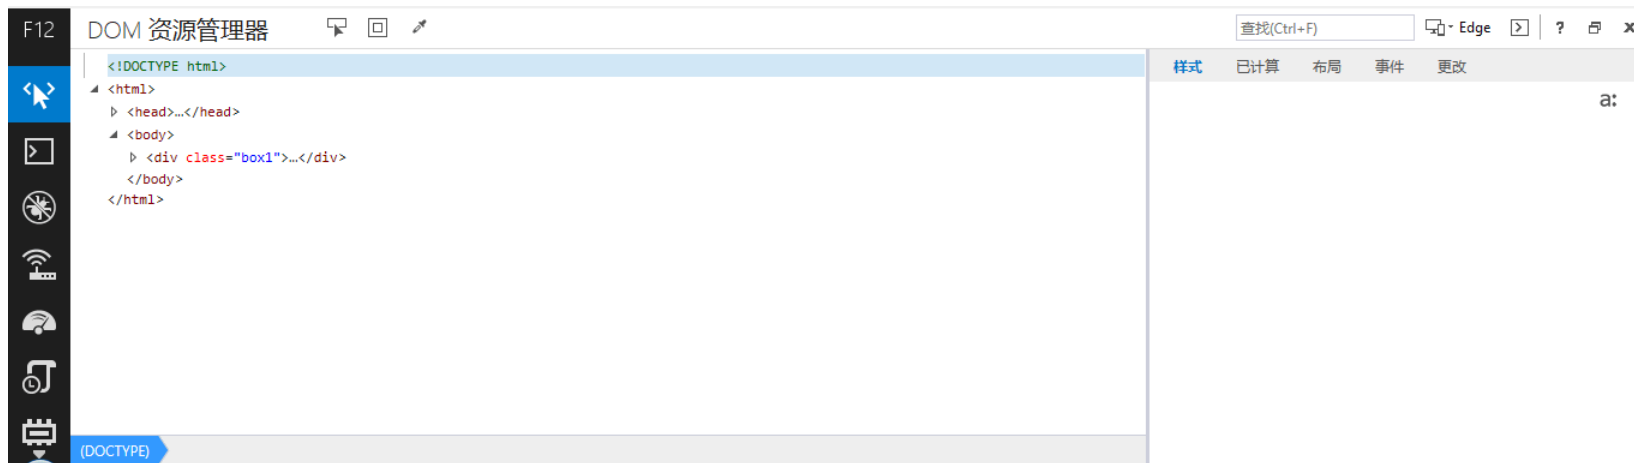 F12 DOM 资源管理器 查找(Ctrl+F) Edge ?
样式 已计算 布局 事件 更改
a:
<!DOCTYPE html>
<html>
<head>…</head>
<body>
<div class="box1">…</div>
</body>
</html>
(DOCTYPE)